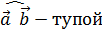 a⃗ b⃗ – тупой